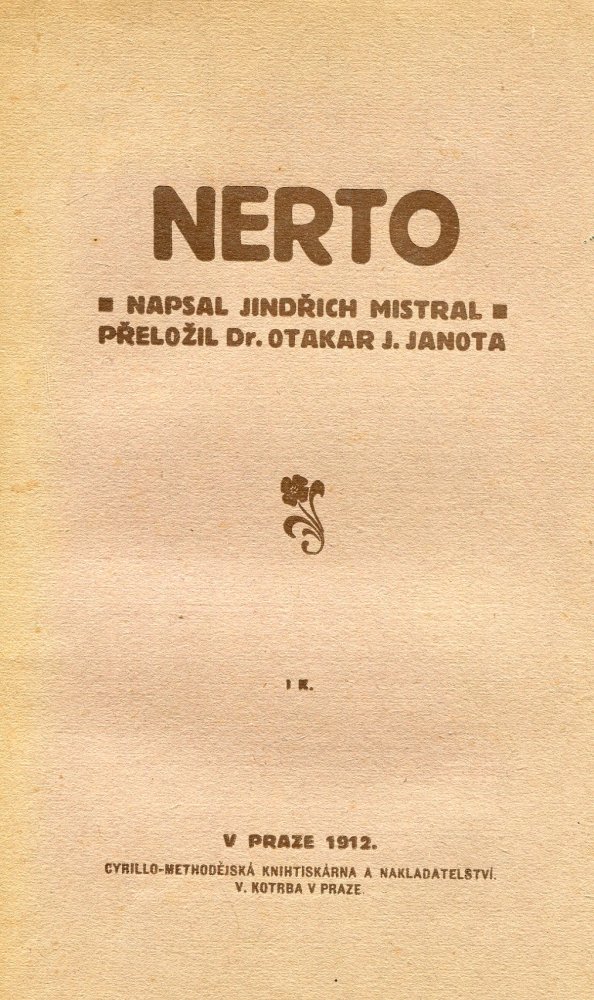 NERTO
▪ NAPSAL JINDŘICH MISTRAL ▪
PŘELOŽIL Dr. OTAKAR J. JANOTA
1 K.
V PRAZE 1912.
CYRILLO-METHODĚJSKÁ KNIHTISKÁRNA A NAKLADATELSTVÍ.
V. KOTRBA V PRAZE.